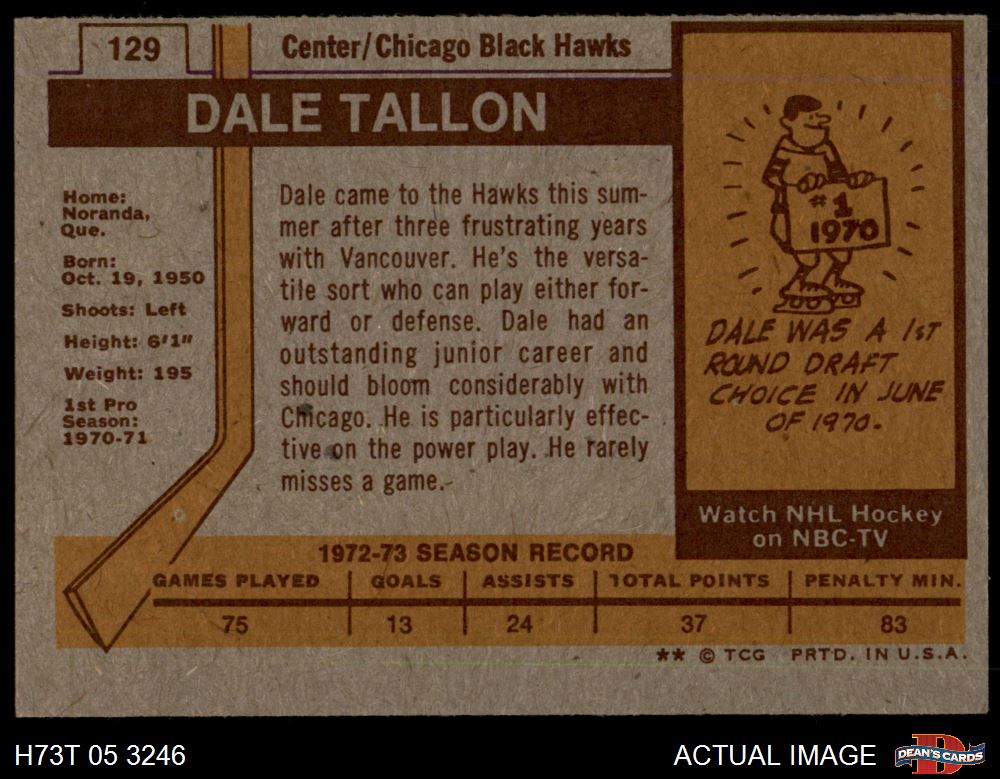 129
Center/Chicago Black Hawks
DALE TALLON
Home:
Noranda,
Que.
Born:
Oct. 19, 1950
Shoots: Left
Height: 6'1"
Weight: 195
1st Pro
Season:
1970-71
Dale came to the Hawks this sum-
mer after three frustrating years
with Vancouver. He's the versa-
tile sort who can play either for-
ward or defense. Dale had an
outstanding junior career and
should bloom considerably with
Chicago. He is particularly effec-
tive on the power play. He rarely
misses a game.
#1
1970
DALE WAS A 1ST
ROUND DRAFT
CHOICE IN JUNE
OF 1970.
Watch NHL Hockey
on NBC-TV
1972-73 SEASON RECORD
GAMES PLAYED GOALS ASSISTS TOTAL POINTS PENALTY MIN.
75 13 24 37 83
** © TCG PRTD. IN U.S.A.
H73T 05 3246
ACTUAL IMAGE
DEAN'S CARDS